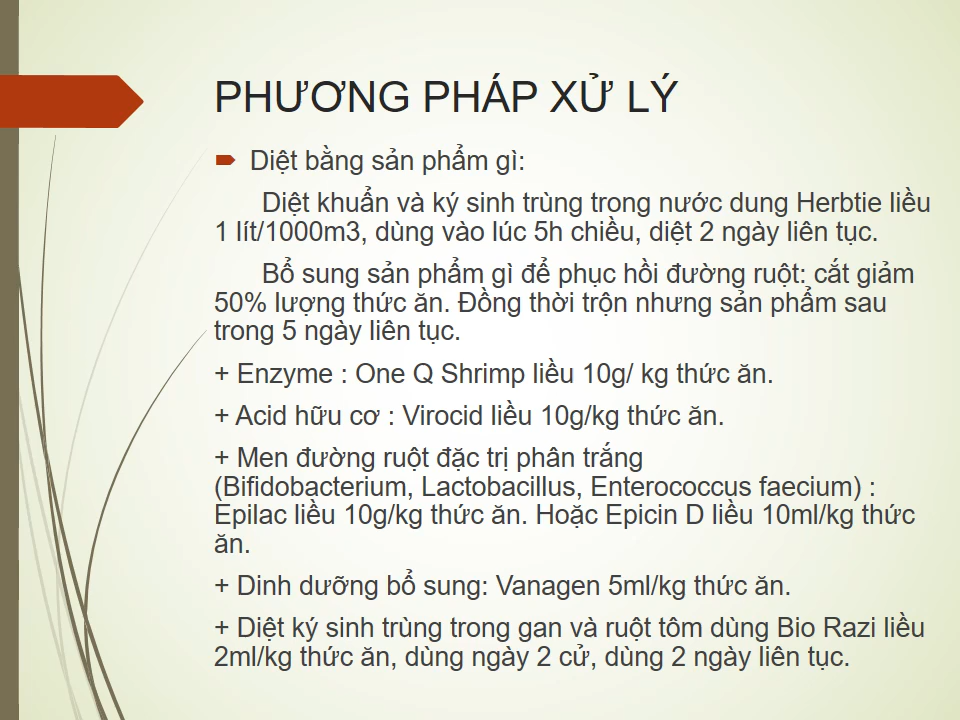 PHƯƠNG PHÁP XỬ LÝ
Diệt bằng sản phẩm gì:
Diệt khuẩn và ký sinh trùng trong nước dung Herbtie liều
1 lít/1000m3, dùng vào lúc 5h chiều, diệt 2 ngày liên tục.
Bổ sung sản phẩm gì để phục hồi đường ruột: cắt giảm
50% lượng thức ăn. Đồng thời trộn nhưng sản phẩm sau
trong 5 ngày liên tục.
+ Enzyme : One Q Shrimp liều 10g/ kg thức ăn.
+ Acid hữu cơ : Virocid liều 10g/kg thức ăn.
+ Men đường ruột đặc trị phân trắng
(Bifidobacterium, Lactobacillus, Enterococcus faecium) :
Epilac liều 10g/kg thức ăn. Hoặc Epicin D liều 10ml/kg thức
ăn.
+ Dinh dưỡng bổ sung: Vanagen 5ml/kg thức ăn.
+ Diệt ký sinh trùng trong gan và ruột tôm dùng Bio Razi liều
2ml/kg thức ăn, dùng ngày 2 cử, dùng 2 ngày liên tục.